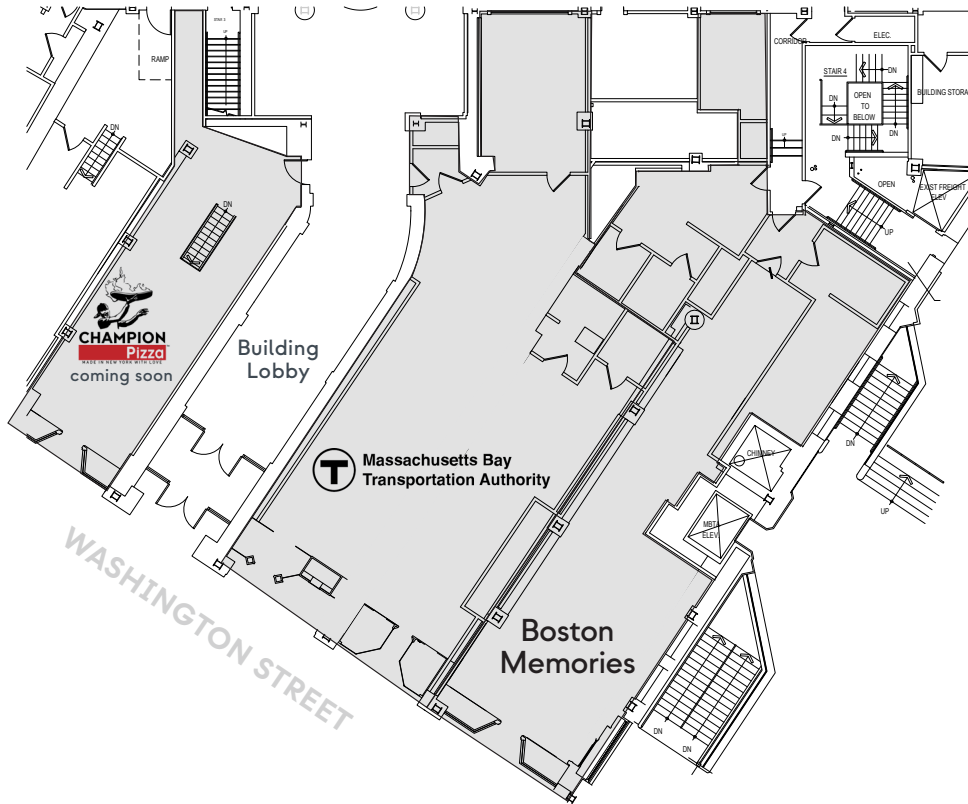 UP
RAMP
CORRIDOR
ELEC.
STAIR 4
DN
BUILDING STORA
DN
OPEN
TO
BELOW
DN
DN
DN
UP
OPEN
EXIST FREIGHT
ELEV
DN
UP
CHAMPION
Pizza
MADE IN NEW YORK WITH LOVE
coming soon
Building
Lobby
T
Massachusetts Bay
Transportation Authority
CHIMNEY
DN
UP
MBTA
ELEV.
WASHINGTON STREET
Boston
Memories
DN
DN